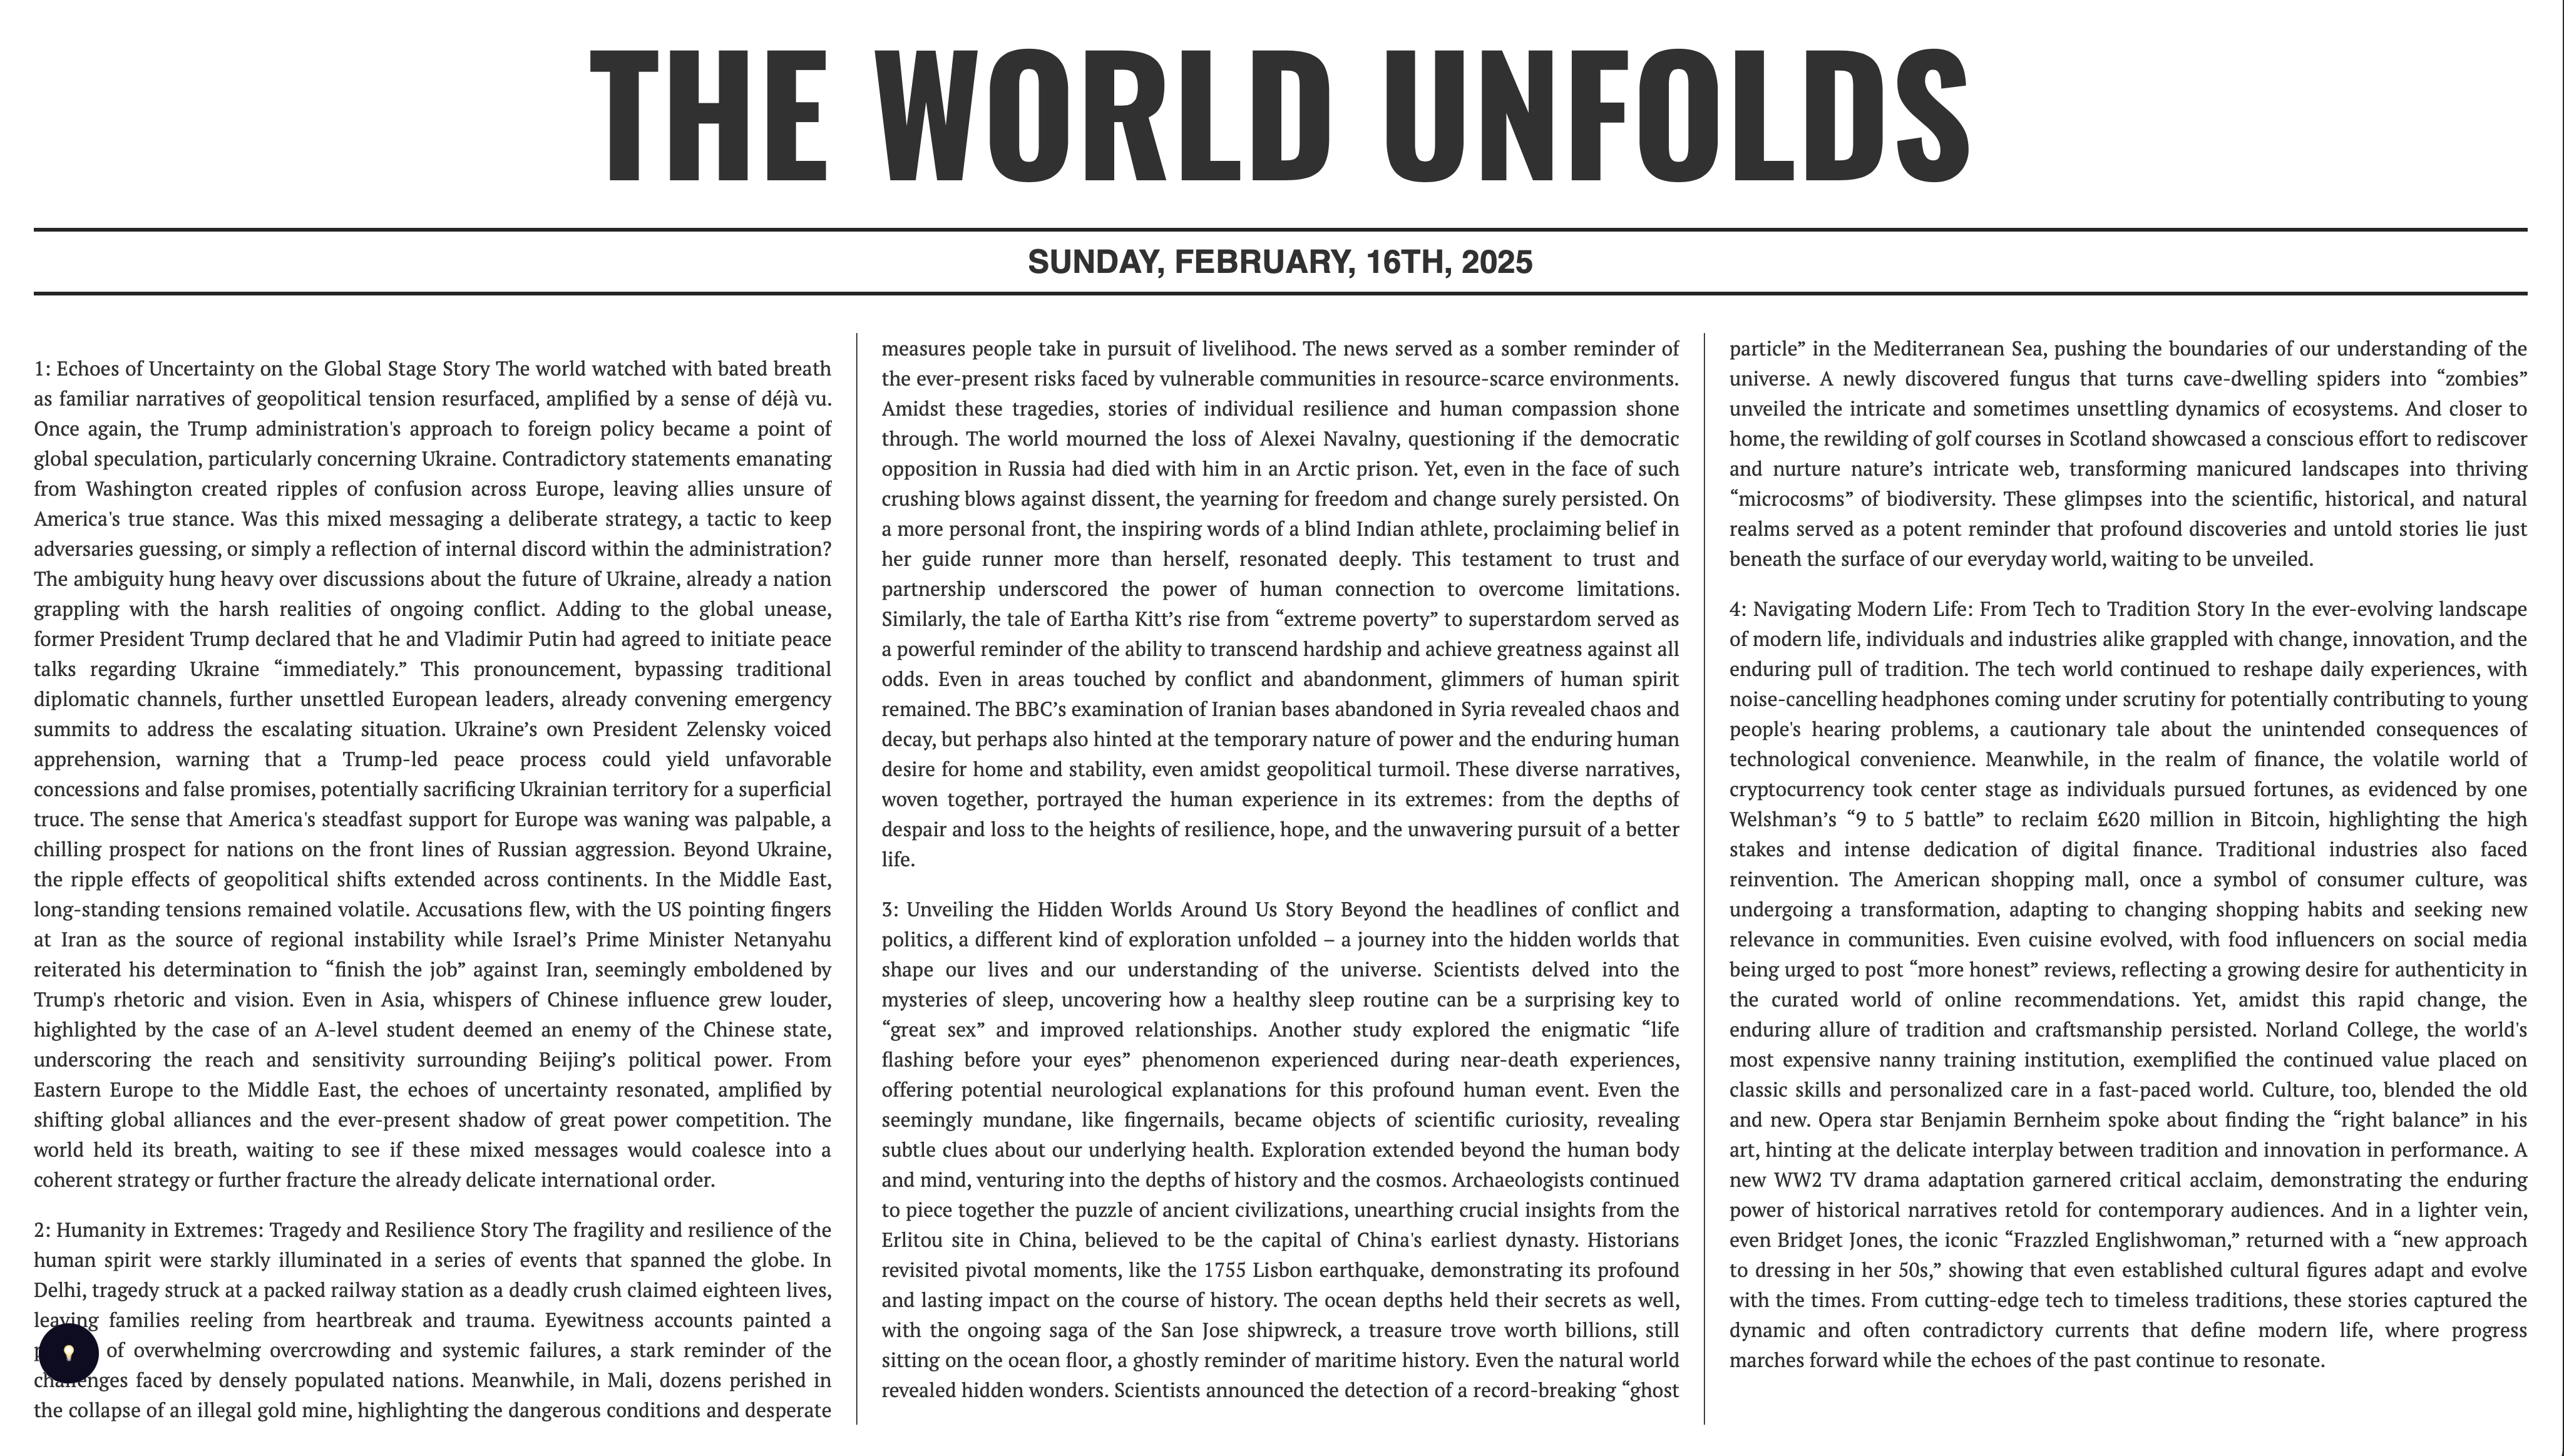 THE WORLD UNFOLDS
SUNDAY, FEBRUARY, 16TH, 2025
1: Echoes of Uncertainty on the Global Stage Story The world watched with bated breath
as familiar narratives of geopolitical tension resurfaced, amplified by a sense of déjà vu.
Once again, the Trump administration's approach to foreign policy became a point of
global speculation, particularly concerning Ukraine. Contradictory statements emanating
from Washington created ripples of confusion across Europe, leaving allies unsure of
America's true stance. Was this mixed messaging a deliberate strategy, a tactic to keep
adversaries guessing, or simply a reflection of internal discord within the administration?
The ambiguity hung heavy over discussions about the future of Ukraine, already a nation
grappling with the harsh realities of ongoing conflict. Adding to the global unease,
former President Trump declared that he and Vladimir Putin had agreed to initiate peace
talks regarding Ukraine “immediately.” This pronouncement, bypassing traditional
diplomatic channels, further unsettled European leaders, already convening emergency
summits to address the escalating situation. Ukraine’s own President Zelensky voiced
apprehension, warning that a Trump-led peace process could yield unfavorable
concessions and false promises, potentially sacrificing Ukrainian territory for a superficial
truce. The sense that America's steadfast support for Europe was waning was palpable, a
chilling prospect for nations on the front lines of Russian aggression. Beyond Ukraine,
the ripple effects of geopolitical shifts extended across continents. In the Middle East,
long-standing tensions remained volatile. Accusations flew, with the US pointing fingers
at Iran as the source of regional instability while Israel’s Prime Minister Netanyahu
reiterated his determination to “finish the job” against Iran, seemingly emboldened by
Trump's rhetoric and vision. Even in Asia, whispers of Chinese influence grew louder,
highlighted by the case of an A-level student deemed an enemy of the Chinese state,
underscoring the reach and sensitivity surrounding Beijing’s political power. From
Eastern Europe to the Middle East, the echoes of uncertainty resonated, amplified by
shifting global alliances and the ever-present shadow of great power competition. The
world held its breath, waiting to see if these mixed messages would coalesce into a
coherent strategy or further fracture the already delicate international order.
2: Humanity in Extremes: Tragedy and Resilience Story The fragility and resilience of the
human spirit were starkly illuminated in a series of events that spanned the globe. In
Delhi, tragedy struck at a packed railway station as a deadly crush claimed eighteen lives,
leaving families reeling from heartbreak and trauma. Eyewitness accounts painted a
of overwhelming overcrowding and systemic failures, a stark reminder of the
challenges faced by densely populated nations. Meanwhile, in Mali, dozens perished in
the collapse of an illegal gold mine, highlighting the dangerous conditions and desperate
measures people take in pursuit of livelihood. The news served as a somber reminder of
the ever-present risks faced by vulnerable communities in resource-scarce environments.
Amidst these tragedies, stories of individual resilience and human compassion shone
through. The world mourned the loss of Alexei Navalny, questioning if the democratic
opposition in Russia had died with him in an Arctic prison. Yet, even in the face of such
crushing blows against dissent, the yearning for freedom and change surely persisted. On
a more personal front, the inspiring words of a blind Indian athlete, proclaiming belief in
her guide runner more than herself, resonated deeply. This testament to trust and
partnership underscored the power of human connection to overcome limitations.
Similarly, the tale of Eartha Kitt’s rise from “extreme poverty” to superstardom served as
a powerful reminder of the ability to transcend hardship and achieve greatness against all
odds. Even in areas touched by conflict and abandonment, glimmers of human spirit
remained. The BBC’s examination of Iranian bases abandoned in Syria revealed chaos and
decay, but perhaps also hinted at the temporary nature of power and the enduring human
desire for home and stability, even amidst geopolitical turmoil. These diverse narratives,
woven together, portrayed the human experience in its extremes: from the depths of
despair and loss to the heights of resilience, hope, and the unwavering pursuit of a better
life.
3: Unveiling the Hidden Worlds Around Us Story Beyond the headlines of conflict and
politics, a different kind of exploration unfolded – a journey into the hidden worlds that
shape our lives and our understanding of the universe. Scientists delved into the
mysteries of sleep, uncovering how a healthy sleep routine can be a surprising key to
“great sex” and improved relationships. Another study explored the enigmatic “life
flashing before your eyes” phenomenon experienced during near-death experiences,
offering potential neurological explanations for this profound human event. Even the
seemingly mundane, like fingernails, became objects of scientific curiosity, revealing
subtle clues about our underlying health. Exploration extended beyond the human body
and mind, venturing into the depths of history and the cosmos. Archaeologists continued
to piece together the puzzle of ancient civilizations, unearthing crucial insights from the
Erlitou site in China, believed to be the capital of China's earliest dynasty. Historians
revisited pivotal moments, like the 1755 Lisbon earthquake, demonstrating its profound
and lasting impact on the course of history. The ocean depths held their secrets as well,
with the ongoing saga of the San Jose shipwreck, a treasure trove worth billions, still
sitting on the ocean floor, a ghostly reminder of maritime history. Even the natural world
revealed hidden wonders. Scientists announced the detection of a record-breaking “ghost
particle” in the Mediterranean Sea, pushing the boundaries of our understanding of the
universe. A newly discovered fungus that turns cave-dwelling spiders into “zombies”
unveiled the intricate and sometimes unsettling dynamics of ecosystems. And closer to
home, the rewilding of golf courses in Scotland showcased a conscious effort to rediscover
and nurture nature’s intricate web, transforming manicured landscapes into thriving
“microcosms” of biodiversity. These glimpses into the scientific, historical, and natural
realms served as a potent reminder that profound discoveries and untold stories lie just
beneath the surface of our everyday world, waiting to be unveiled.
4: Navigating Modern Life: From Tech to Tradition Story In the ever-evolving landscape
of modern life, individuals and industries alike grappled with change, innovation, and the
enduring pull of tradition. The tech world continued to reshape daily experiences, with
noise-cancelling headphones coming under scrutiny for potentially contributing to young
people's hearing problems, a cautionary tale about the unintended consequences of
technological convenience. Meanwhile, in the realm of finance, the volatile world of
cryptocurrency took center stage as individuals pursued fortunes, as evidenced by one
Welshman’s “9 to 5 battle” to reclaim £620 million in Bitcoin, highlighting the high
stakes and intense dedication of digital finance. Traditional industries also faced
reinvention. The American shopping mall, once a symbol of consumer culture, was
undergoing a transformation, adapting to changing shopping habits and seeking new
relevance in communities. Even cuisine evolved, with food influencers on social media
being urged to post “more honest” reviews, reflecting a growing desire for authenticity in
the curated world of online recommendations. Yet, amidst this rapid change, the
enduring allure of tradition and craftsmanship persisted. Norland College, the world's
most expensive nanny training institution, exemplified the continued value placed on
classic skills and personalized care in a fast-paced world. Culture, too, blended the old
and new. Opera star Benjamin Bernheim spoke about finding the “right balance” in his
art, hinting at the delicate interplay between tradition and innovation in performance. A
new WW2 TV drama adaptation garnered critical acclaim, demonstrating the enduring
power of historical narratives retold for contemporary audiences. And in a lighter vein,
even Bridget Jones, the iconic “Frazzled Englishwoman,” returned with a “new approach
to dressing in her 50s,” showing that even established cultural figures adapt and evolve
with the times. From cutting-edge tech to timeless traditions, these stories captured the
dynamic and often contradictory currents that define modern life, where progress
marches forward while the echoes of the past continue to resonate.